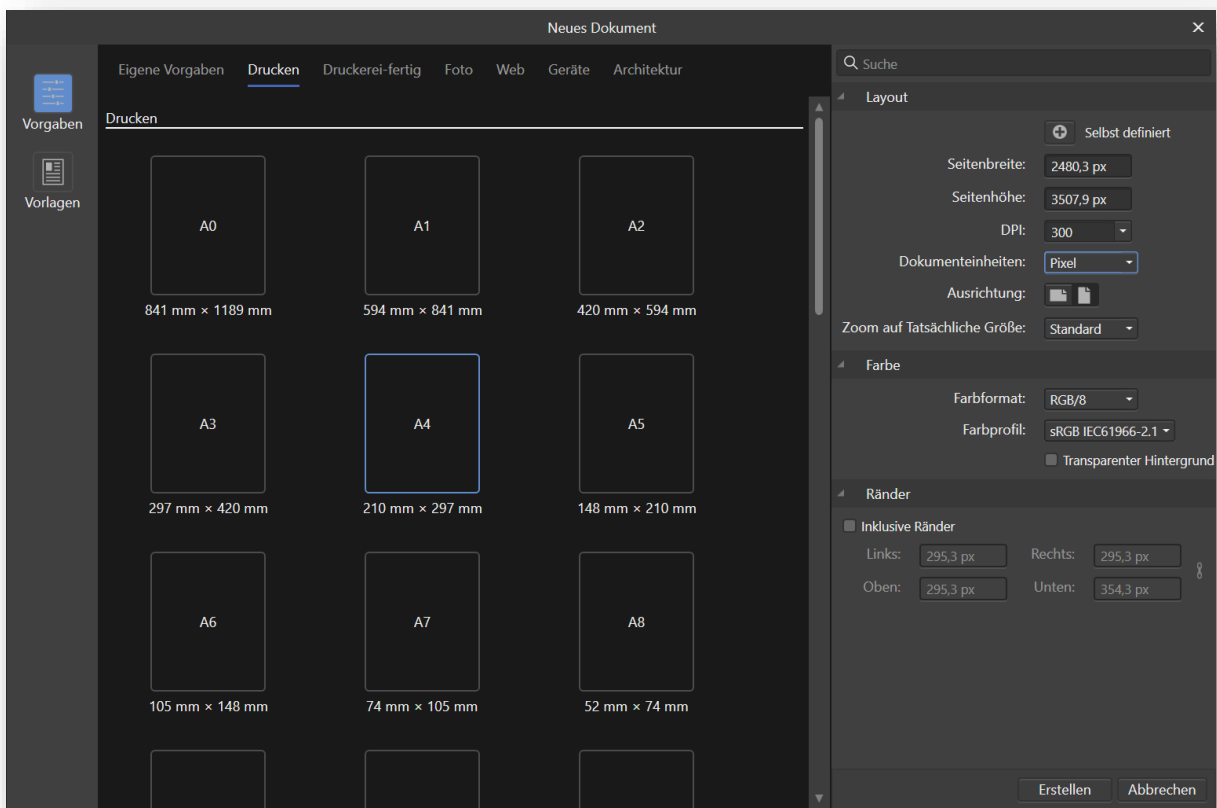 Neues Dokument
Vorgaben
Vorlagen
Eigene Vorgaben Drucken Druckerei-fertig Foto Web Geräte Architektur
Drucken
A0 A1 A2
841 mm × 1189 mm 594 mm × 841 mm 420 mm × 594 mm
A3 A4 A5
297 mm × 420 mm 210 mm × 297 mm 148 mm × 210 mm
A6 A7 A8
105 mm × 148 mm 74 mm × 105 mm 52 mm × 74 mm
Suche
Layout
Selbst definiert
Seitenbreite: 2480,3 px
Seitenhöhe: 3507,9 px
DPI: 300
Dokumenteinheiten: Pixel
Ausrichtung:
Zoom auf Tatsächliche Größe: Standard
Farbe
Farbformat: RGB/8
Farbprofil: sRGB IEC61966-2.1
Transparenter Hintergrund
Ränder
Inklusive Ränder
Links: 295,3 px Rechts: 295,3 px
Oben: 295,3 px Unten: 354,3 px
Erstellen Abbrechen